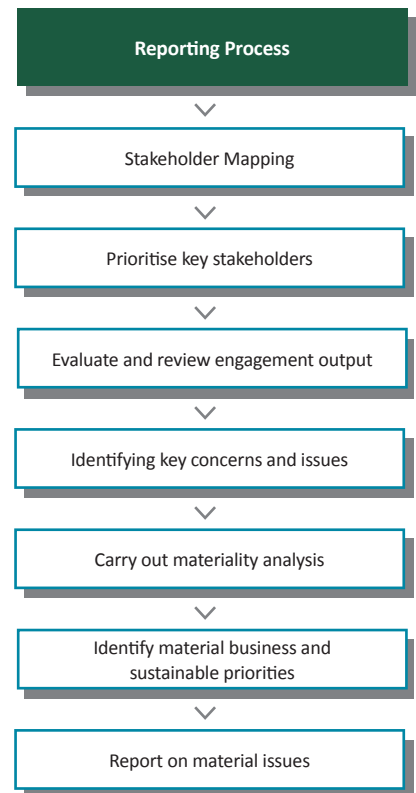 Reporting Process
Stakeholder Mapping
Prioritise key stakeholders
Evaluate and review engagement output
Identifying key concerns and issues
Carry out materiality analysis
Identify material business and
sustainable priorities
Report on material issues